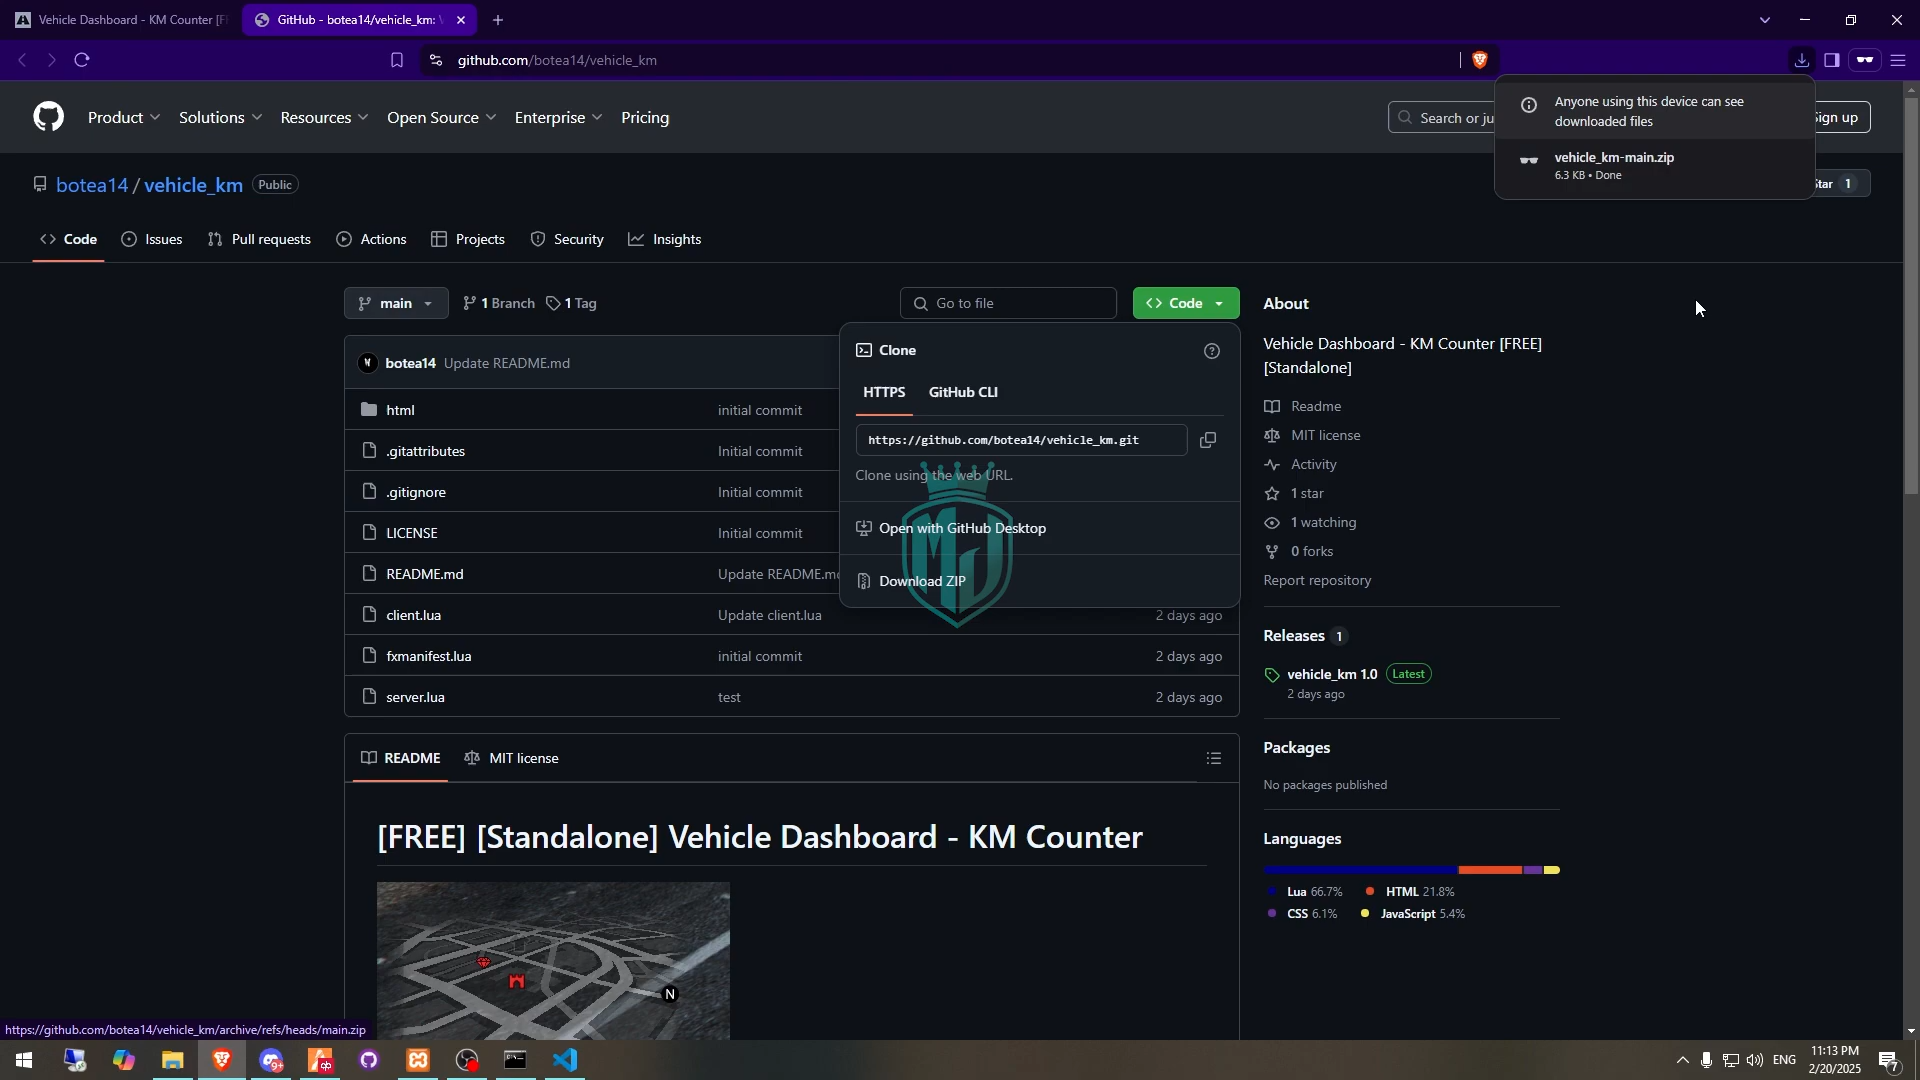 Vehicle Dashboard - KM Counter [F
GitHub - botea14/vehicle_km:
github.com/botea14/vehicle_km
Anyone using this device can see
downloaded files
vehicle_km-main.zip
6.3 KB • Done
Product
Solutions
Resources
Open Source
Enterprise
Pricing
Search or ju
Sign up
botea14 / vehicle_km
Public
Star 1
Code
Issues
Pull requests
Actions
Projects
Security
Insights
main
1 Branch
1 Tag
Go to file
Code
About
Vehicle Dashboard - KM Counter [FREE]
[Standalone]
Readme
MIT license
Activity
1 star
1 watching
0 forks
Report repository
botea14 Update README.md
Clone
HTTPS
GitHub CLI
https://github.com/botea14/vehicle_km.git
Clone using the web URL.
Open with GitHub Desktop
Download ZIP
html initial commit
.gitattributes Initial commit
.gitignore Initial commit
LICENSE Initial commit
README.md Update README.md
client.lua Update client.lua 2 days ago
fxmanifest.lua initial commit 2 days ago
server.lua test 2 days ago
Releases 1
vehicle_km 1.0 Latest
2 days ago
Packages
No packages published
Languages
Lua 66.7%
HTML 21.8%
CSS 6.1%
JavaScript 5.4%
README
MIT license
[FREE] [Standalone] Vehicle Dashboard - KM Counter
N
MJ
https://github.com/botea14/vehicle_km/archive/refs/heads/main.zip
9+
ENG
11:13 PM
2/20/2025
7